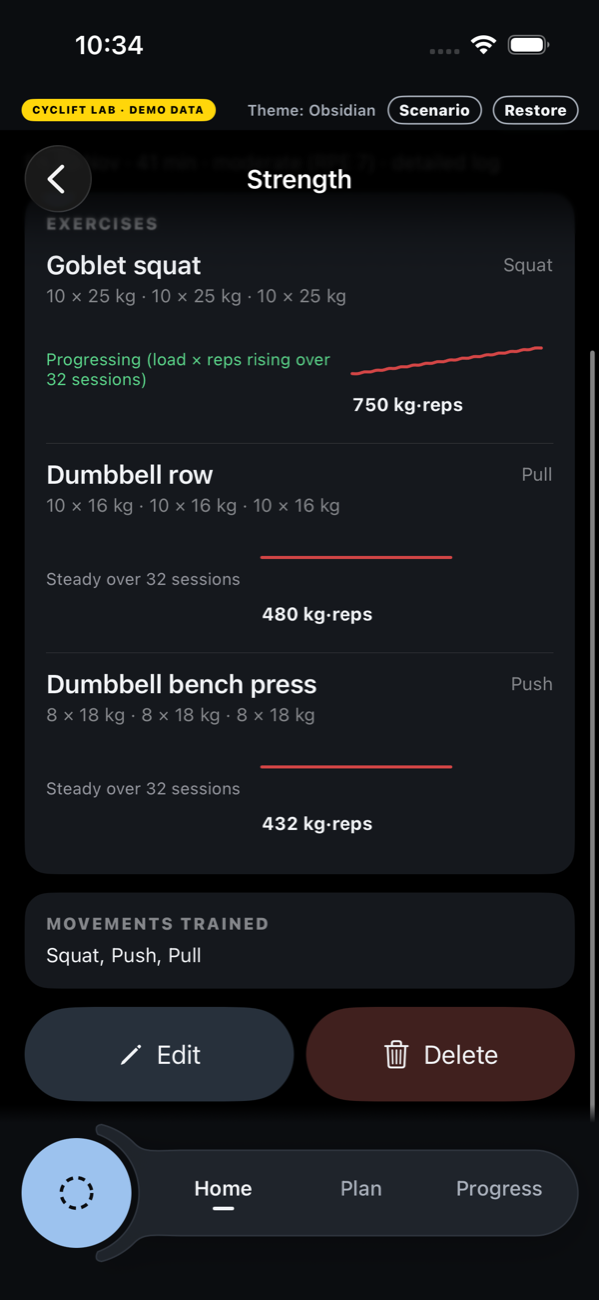 10:34
CYCLIFT LAB · DEMO DATA
Theme: Obsidian
Scenario
Restore
Strength
EXERCISES
Goblet squat
Squat
10 × 25 kg · 10 × 25 kg · 10 × 25 kg
Progressing (load × reps rising over
32 sessions)
750 kg·reps
Dumbbell row
Pull
10 × 16 kg · 10 × 16 kg · 10 × 16 kg
Steady over 32 sessions
480 kg·reps
Dumbbell bench press
Push
8 × 18 kg · 8 × 18 kg · 8 × 18 kg
Steady over 32 sessions
432 kg·reps
MOVEMENTS TRAINED
Squat, Push, Pull
Edit
Delete
Home
Plan
Progress